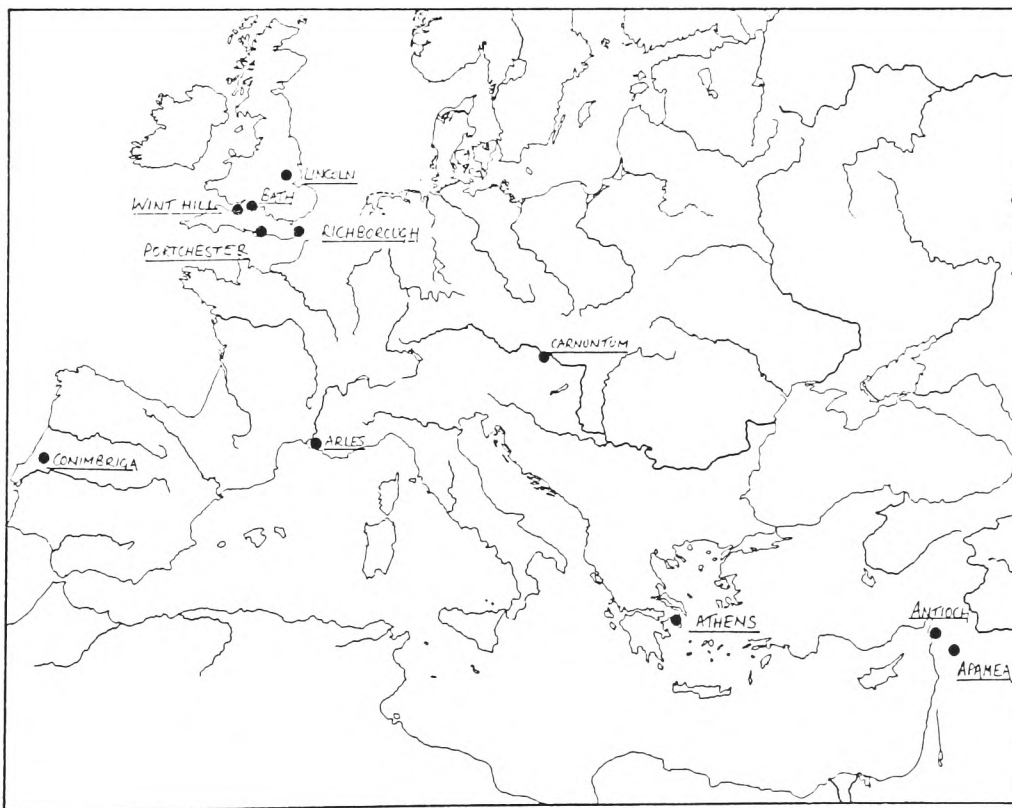 LINCOLN
BATH
WINT HILL
PORTCHESTER
RICHBOROUGH
CARNUNTUM
ARLES
CONIMBRIGA
ATHENS
ANTIOCH
APAMEA